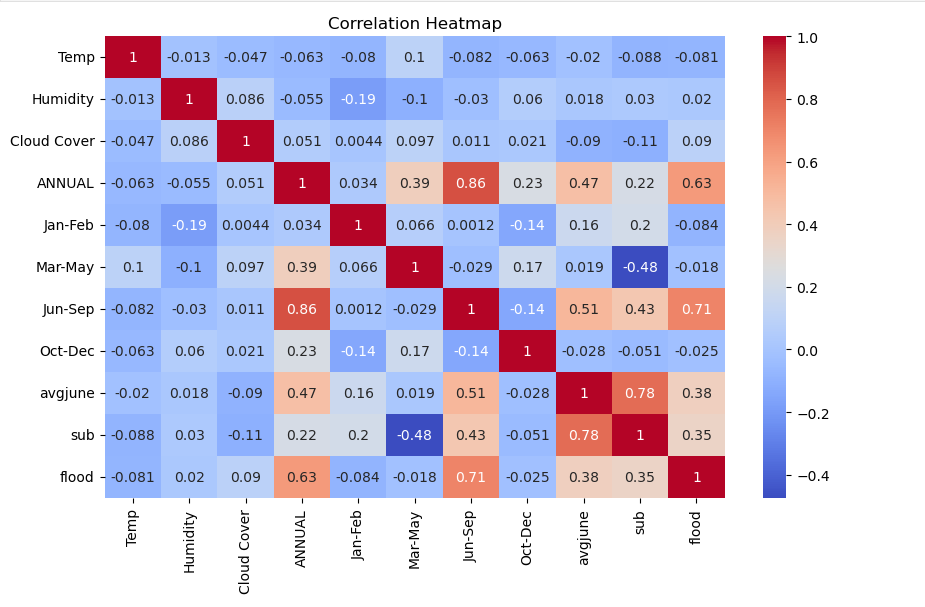 Correlation Heatmap
Temp 1 -0.013 -0.047 -0.063 -0.08 0.1 -0.082 -0.063 -0.02 -0.088 -0.081
Humidity -0.013 1 0.086 -0.055 -0.19 -0.1 -0.03 0.06 0.018 0.03 0.02
Cloud Cover -0.047 0.086 1 0.051 0.0044 0.097 0.011 0.021 -0.09 -0.11 0.09
ANNUAL -0.063 -0.055 0.051 1 0.034 0.39 0.86 0.23 0.47 0.22 0.63
Jan-Feb -0.08 -0.19 0.0044 0.034 1 0.066 0.0012 -0.14 0.16 0.2 -0.084
Mar-May 0.1 -0.1 0.097 0.39 0.066 1 -0.029 0.17 0.019 -0.48 -0.018
Jun-Sep -0.082 -0.03 0.011 0.86 0.0012 -0.029 1 -0.14 0.51 0.43 0.71
Oct-Dec -0.063 0.06 0.021 0.23 -0.14 0.17 -0.14 1 -0.028 -0.051 -0.025
avgjune -0.02 0.018 -0.09 0.47 0.16 0.019 0.51 -0.028 1 0.78 0.38
sub -0.088 0.03 -0.11 0.22 0.2 -0.48 0.43 -0.051 0.78 1 0.35
flood -0.081 0.02 0.09 0.63 -0.084 -0.018 0.71 -0.025 0.38 0.35 1
Temp Humidity Cloud Cover ANNUAL Jan-Feb Mar-May Jun-Sep Oct-Dec avgjune sub flood
1.0
0.8
0.6
0.4
0.2
0.0
−0.2
−0.4